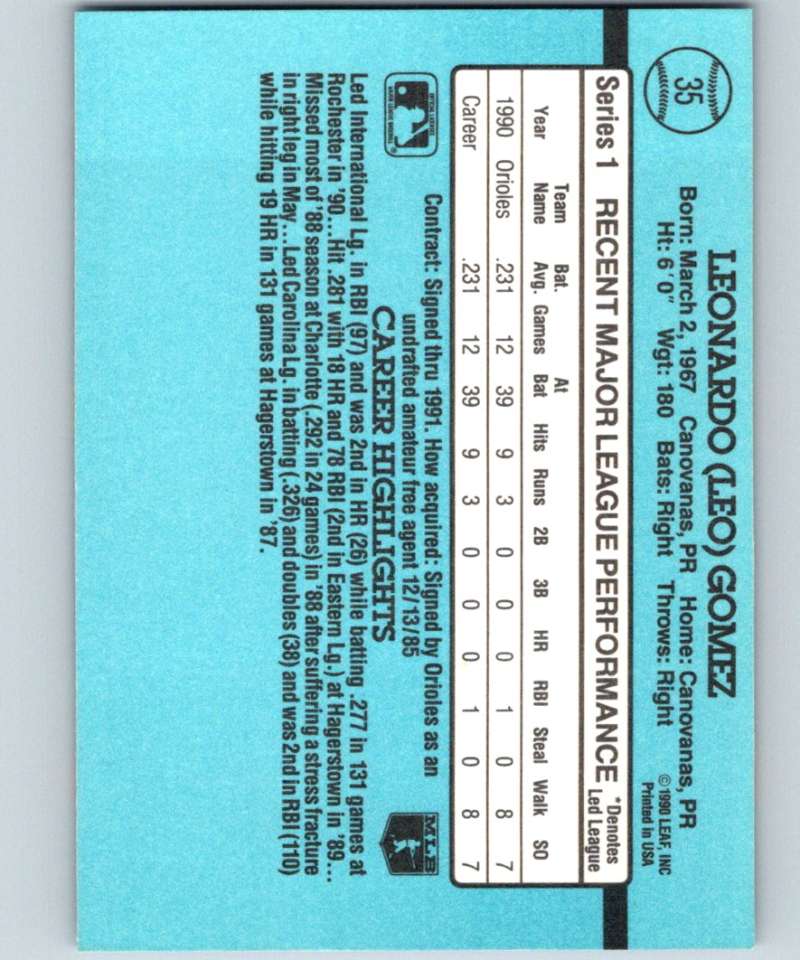 35
LEONARDO (LEO) GOMEZ
Born: March 2, 1967 Canovanas, PR Home: Canovanas, PR
Ht: 6'0" Wgt: 180 Bats: Right Throws: Right
©1990 LEAF, INC
Printed in USA
Series 1 RECENT MAJOR LEAGUE PERFORMANCE *Denotes Led League
Year Team Name Bat. Avg. Games At Bat Hits Runs 2B 3B HR RBI Steal Walk SO
1990 Orioles .231 12 39 9 3 0 0 0 1 0 8 7
Career .231 12 39 9 3 0 0 0 1 0 8 7
OFFICIAL LICENSEE
MAJOR LEAGUE BASEBALL
®
MLB
Contract: Signed thru 1991. How acquired: Signed by Orioles as an
undrafted amateur free agent 12/13/85
CAREER HIGHLIGHTS
Led International Lg. in RBI (97) and was 2nd in HR (26) while batting .277 in 131 games at
Rochester in '90...Hit .281 with 18 HR and 78 RBI (2nd in Eastern Lg.) at Hagerstown in '89...
Missed most of '88 season at Charlotte (.292 in 24 games) in '88 after suffering a stress fracture
in right leg in May...Led Carolina Lg. in batting (.326) and doubles (38) and was 2nd in RBI (110)
while hitting 19 HR in 131 games at Hagerstown in '87.